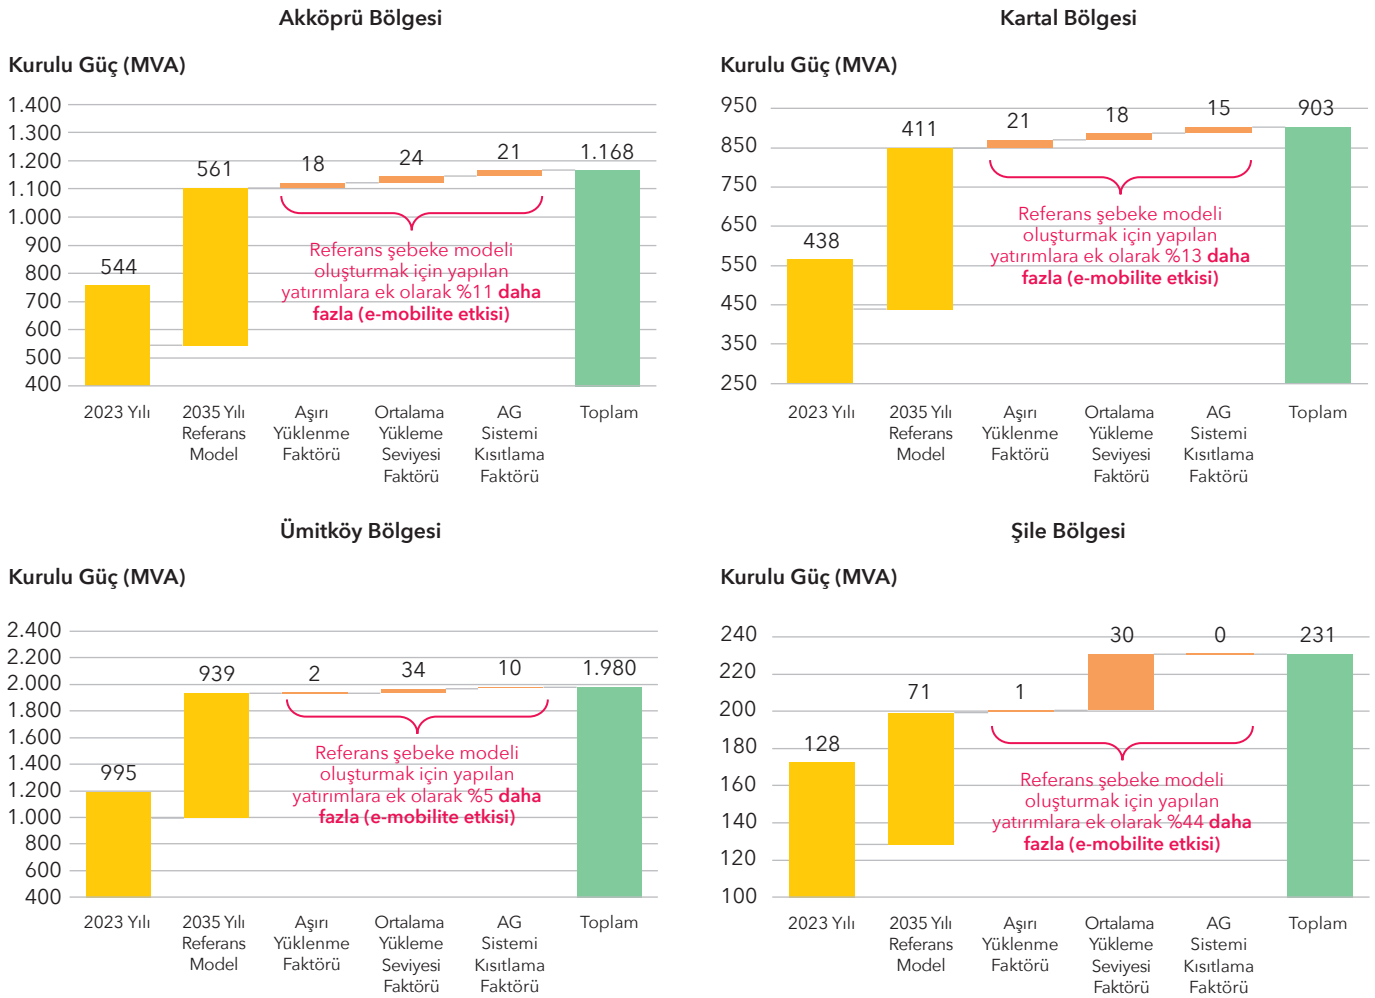 Akköprü Bölgesi
Kurulu Güç (MVA)
1.400
1.300
1.200
1.100
1.000
900
800
700
600
500
400
544
561
18
24
21
1.168
Referans şebeke modeli
oluşturmak için yapılan
yatırımlara ek olarak %11 daha
fazla (e-mobilite etkisi)
2023 Yılı
2035 Yılı
Referans
Model
Aşırı
Yüklenme
Faktörü
Ortalama
Yükleme
Seviyesi
Faktörü
AG
Sistemi
Kısıtlama
Faktörü
Toplam
Kartal Bölgesi
Kurulu Güç (MVA)
950
850
750
650
550
450
350
250
438
411
21
18
15
903
Referans şebeke modeli
oluşturmak için yapılan
yatırımlara ek olarak %13 daha
fazla (e-mobilite etkisi)
2023 Yılı
2035 Yılı
Referans
Model
Aşırı
Yüklenme
Faktörü
Ortalama
Yükleme
Seviyesi
Faktörü
AG
Sistemi
Kısıtlama
Faktörü
Toplam
Ümitköy Bölgesi
Kurulu Güç (MVA)
2.400
2.200
2.000
1.800
1.600
1.400
1.200
1.000
800
600
400
995
939
2
34
10
1.980
Referans şebeke modeli
oluşturmak için yapılan
yatırımlara ek olarak %5 daha
fazla (e-mobilite etkisi)
2023 Yılı
2035 Yılı
Referans
Model
Aşırı
Yüklenme
Faktörü
Ortalama
Yükleme
Seviyesi
Faktörü
AG
Sistemi
Kısıtlama
Faktörü
Toplam
Şile Bölgesi
Kurulu Güç (MVA)
240
220
200
180
160
140
120
100
128
71
1
30
0
231
Referans şebeke modeli
oluşturmak için yapılan
yatırımlara ek olarak %44 daha
fazla (e-mobilite etkisi)
2023 Yılı
2035 Yılı
Referans
Model
Aşırı
Yüklenme
Faktörü
Ortalama
Yükleme
Seviyesi
Faktörü
AG
Sistemi
Kısıtlama
Faktörü
Toplam